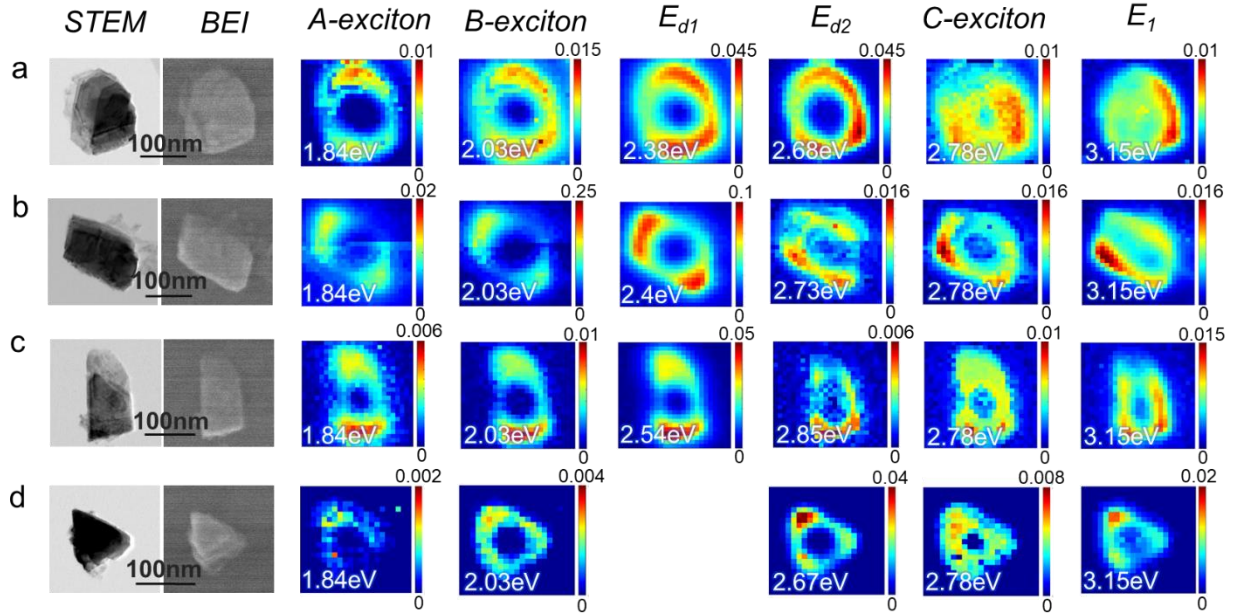 STEM BEI A-exciton B-exciton E_{d1} E_{d2} C-exciton E_1
a 0.01 0.015 0.045 0.045 0.01 0.01
100nm 1.84eV 2.03eV 2.38eV 2.68eV 2.78eV 3.15eV
0 0 0 0 0 0
b 0.02 0.25 0.1 0.016 0.016 0.016
100nm 1.84eV 2.03eV 2.4eV 2.73eV 2.78eV 3.15eV
0 0 0 0 0 0
c 0.006 0.01 0.05 0.006 0.01 0.015
100nm 1.84eV 2.03eV 2.54eV 2.85eV 2.78eV 3.15eV
0 0 0 0 0 0
d 0.002 0.004 0.04 0.008 0.02
100nm 1.84eV 2.03eV 2.67eV 2.78eV 3.15eV
0 0 0 0 0